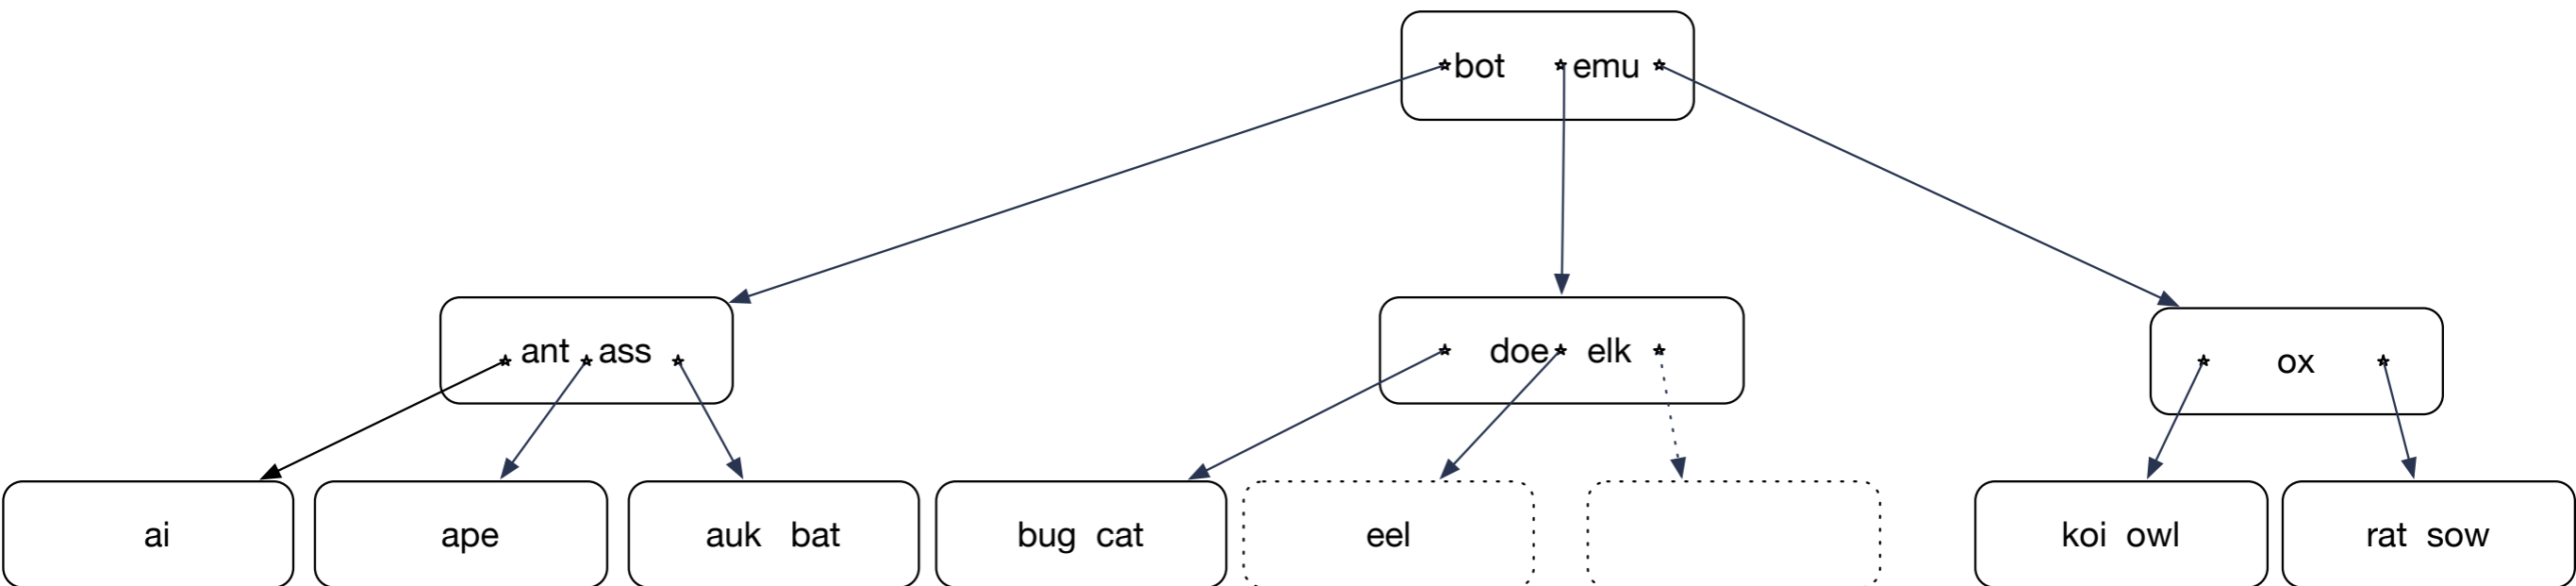 bot emu
ant ass
doe elk
ox
ai
ape
auk bat
bug cat
eel
koi owl
rat sow